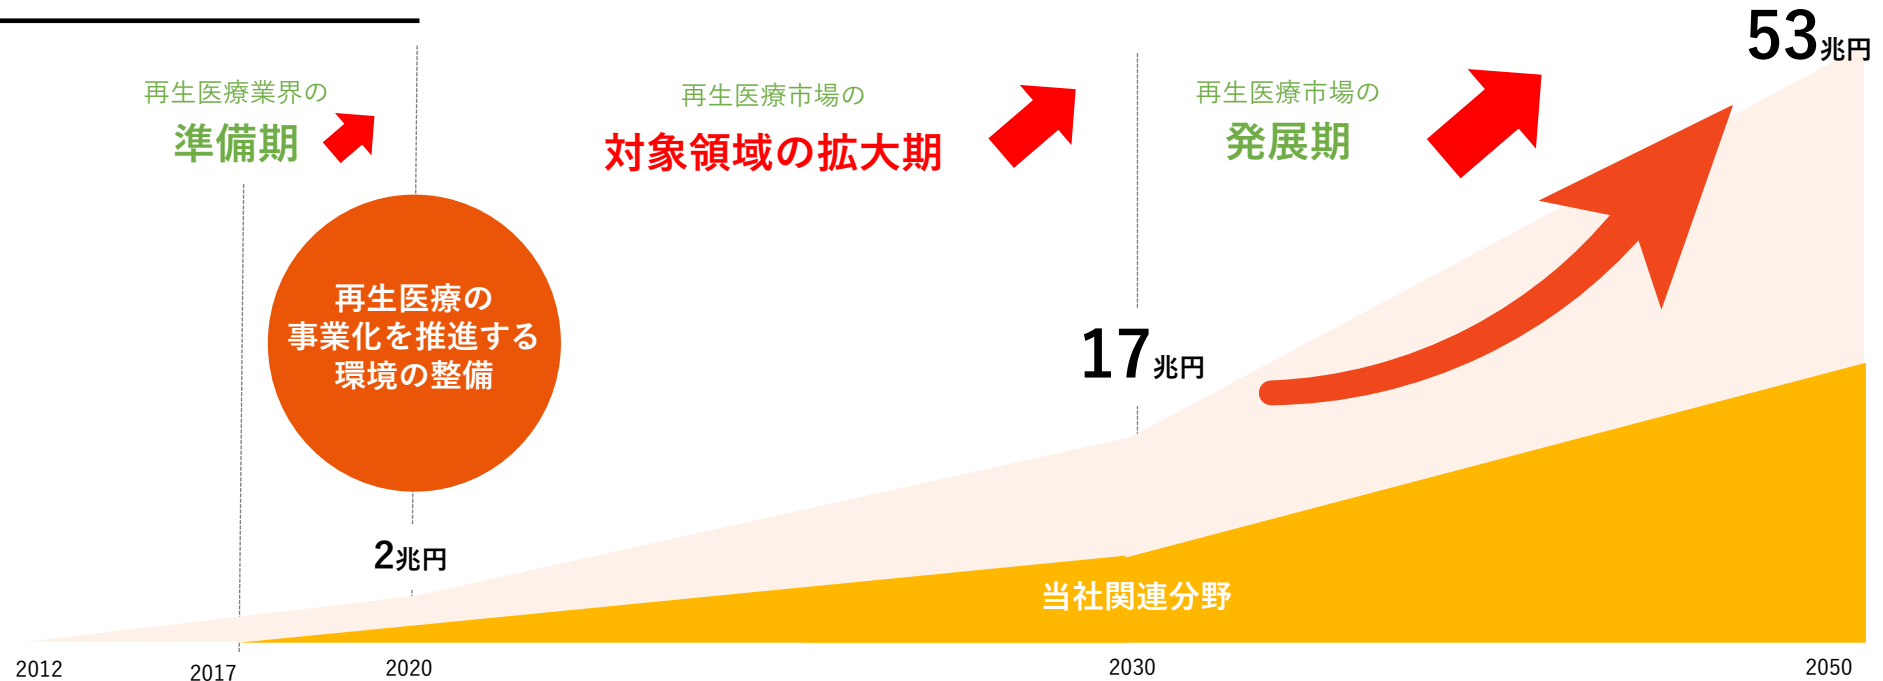 53兆円
再生医療業界の
準備期
再生医療市場の
対象領域の拡大期
再生医療市場の
発展期
再生医療の
事業化を推進する
環境の整備
17兆円
2兆円
当社関連分野
2012
2017
2020
2030
2050